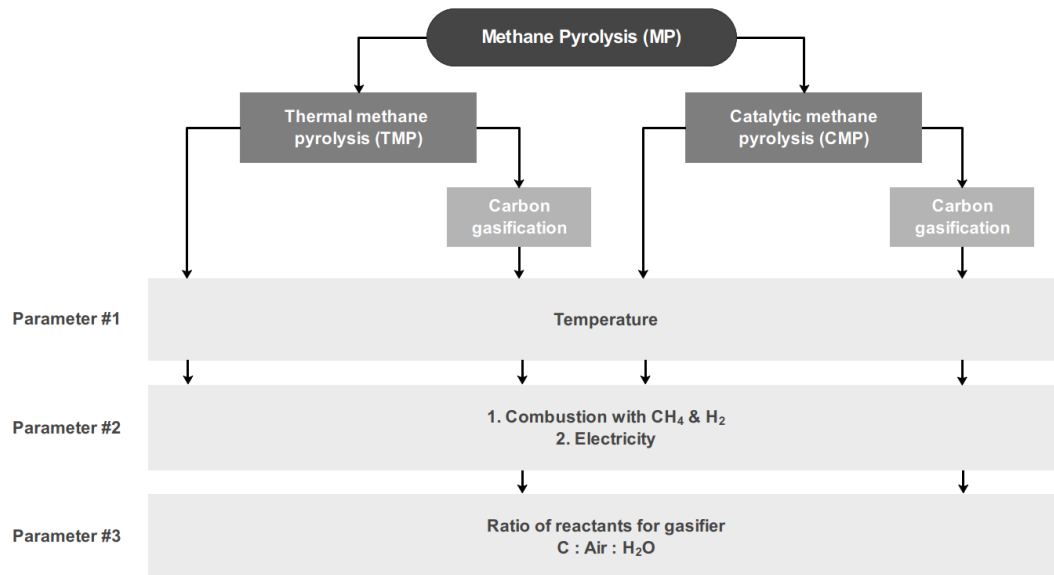 Methane Pyrolysis (MP)
Thermal methane
pyrolysis (TMP)
Catalytic methane
pyrolysis (CMP)
Carbon
gasification
Carbon
gasification
Parameter #1
Temperature
Parameter #2
1. Combustion with CH₄ & H₂
2. Electricity
Parameter #3
Ratio of reactants for gasifier
C : Air : H₂O